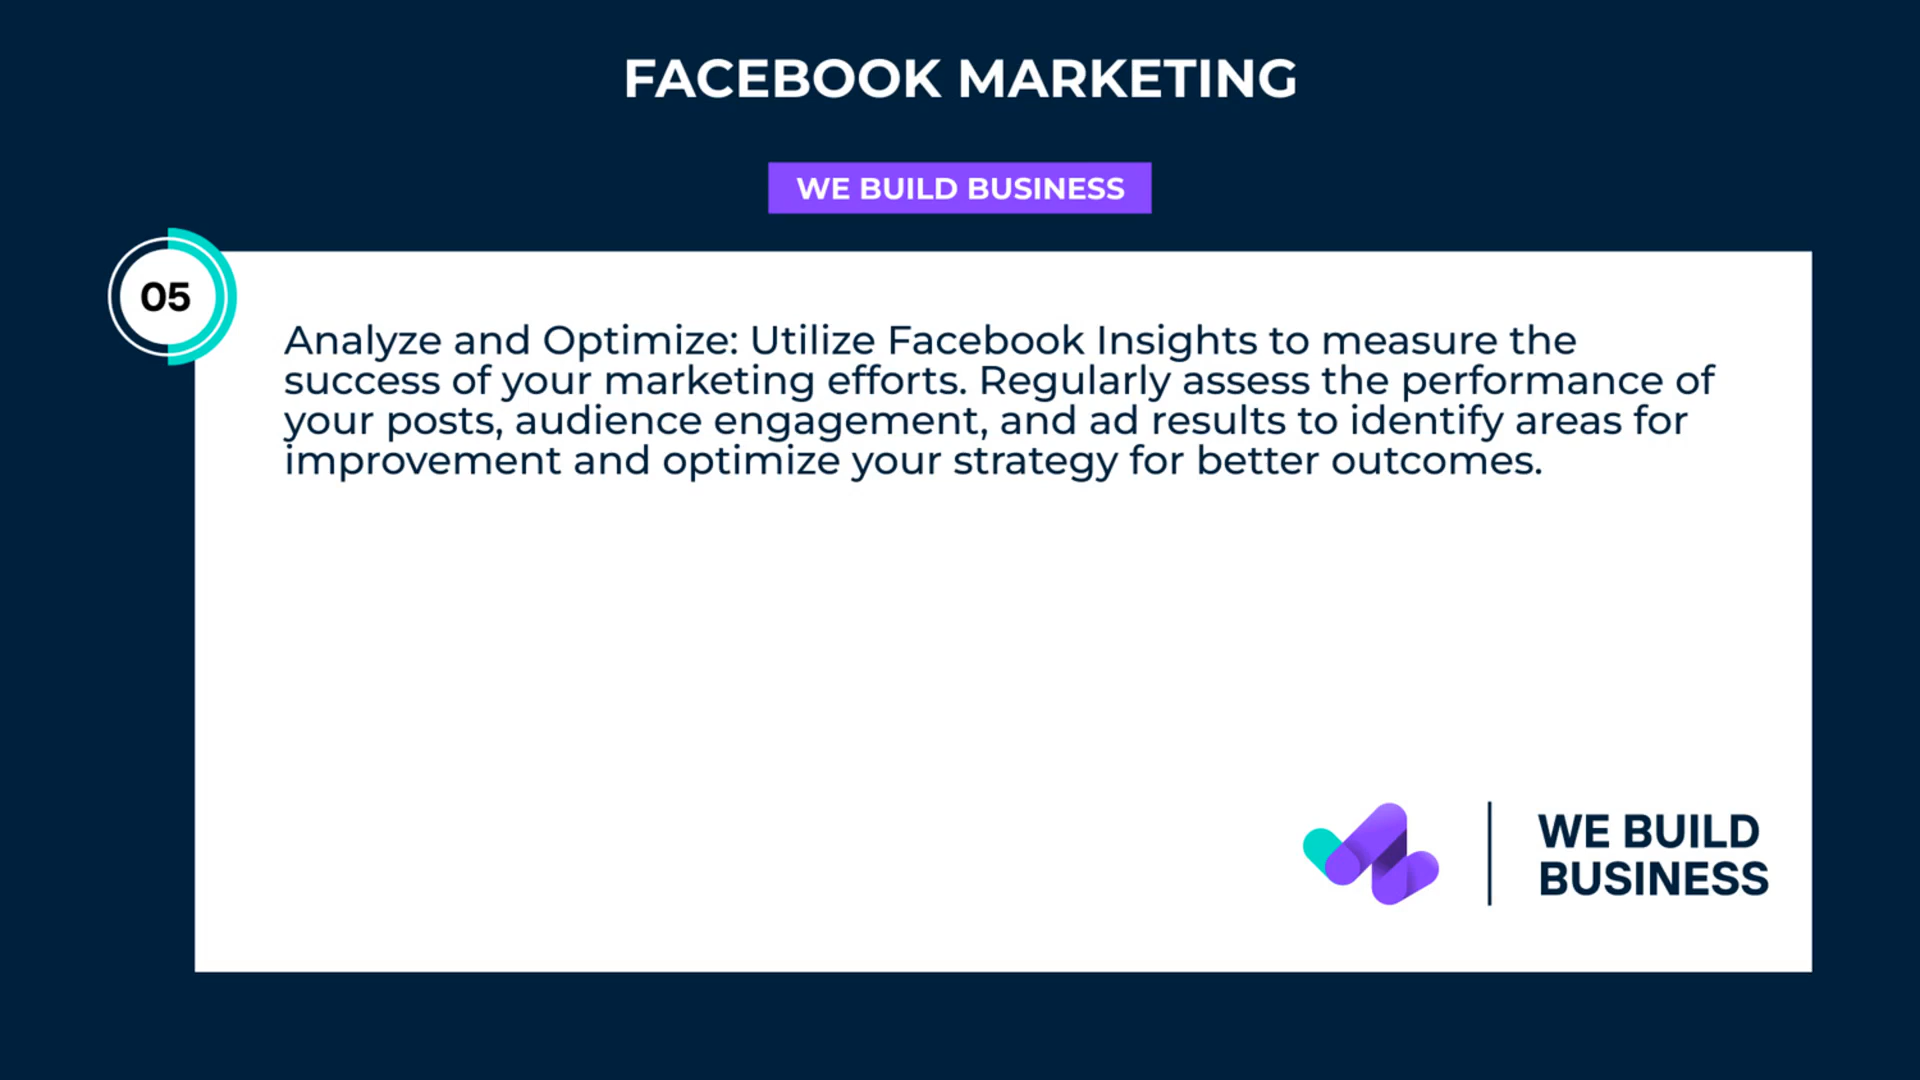 FACEBOOK MARKETING
WE BUILD BUSINESS
05
Analyze and Optimize: Utilize Facebook Insights to measure the
success of your marketing efforts. Regularly assess the performance of
your posts, audience engagement, and ad results to identify areas for
improvement and optimize your strategy for better outcomes.
WE BUILD
BUSINESS